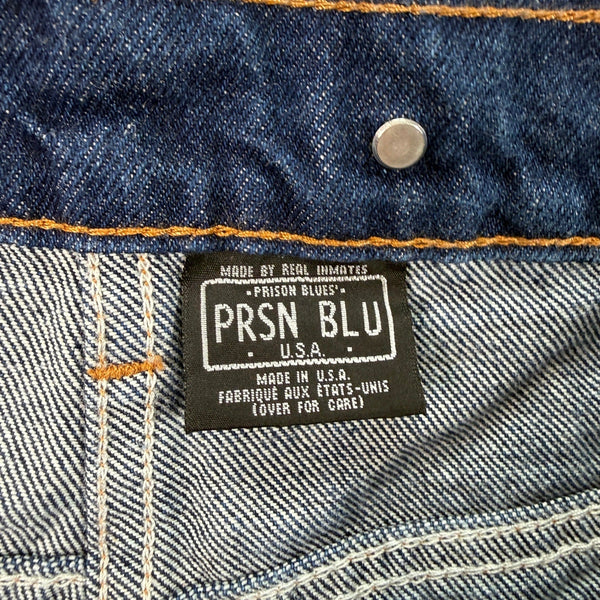 MADE BY REAL INMATES
• PRISON BLUES' •
PRSN BLU
• U.S.A. •
MADE IN U.S.A.
FABRIQUÉ AUX ÉTATS-UNIS
(OVER FOR CARE)